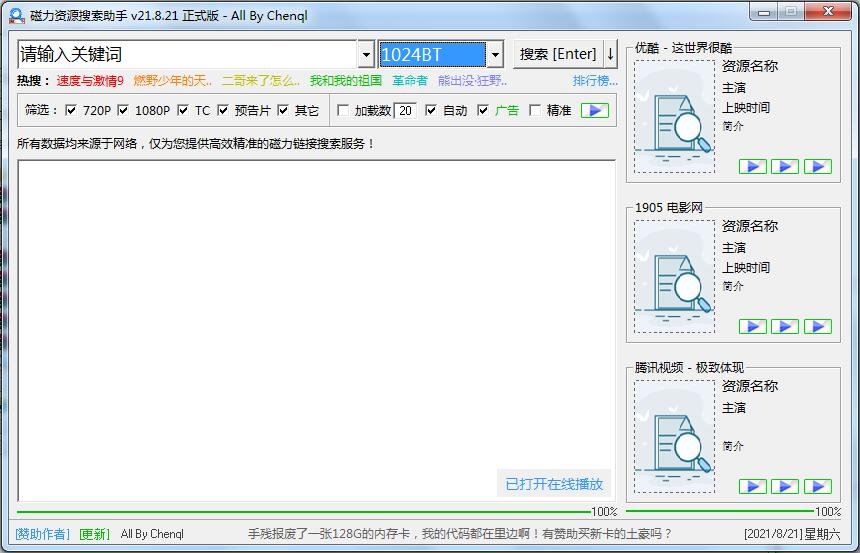 磁力资源搜索助手 v21.8.21 正式版 - All By Chenql
请输入关键词 1024BT 搜索 [Enter] ↓
热搜： 速度与激情9 燃野少年的天.. 二哥来了怎么.. 我和我的祖国 革命者 熊出没·狂野.. 排行榜...
筛选： 720P 1080P TC 预告片 其它 加载数 20 自动 广告 精准
所有数据均来源于网络，仅为您提供高效精准的磁力链接搜索服务！
已打开在线播放
100%
优酷 - 这世界很酷
资源名称
主演
上映时间
简介
1905 电影网
资源名称
主演
上映时间
简介
腾讯视频 - 极致体现
资源名称
主演
简介
100%
[赞助作者] [更新] All By Chenql 手残报废了一张128G的内存卡，我的代码都在里边啊！有赞助买新卡的土豪吗？ [2021/8/21] 星期六